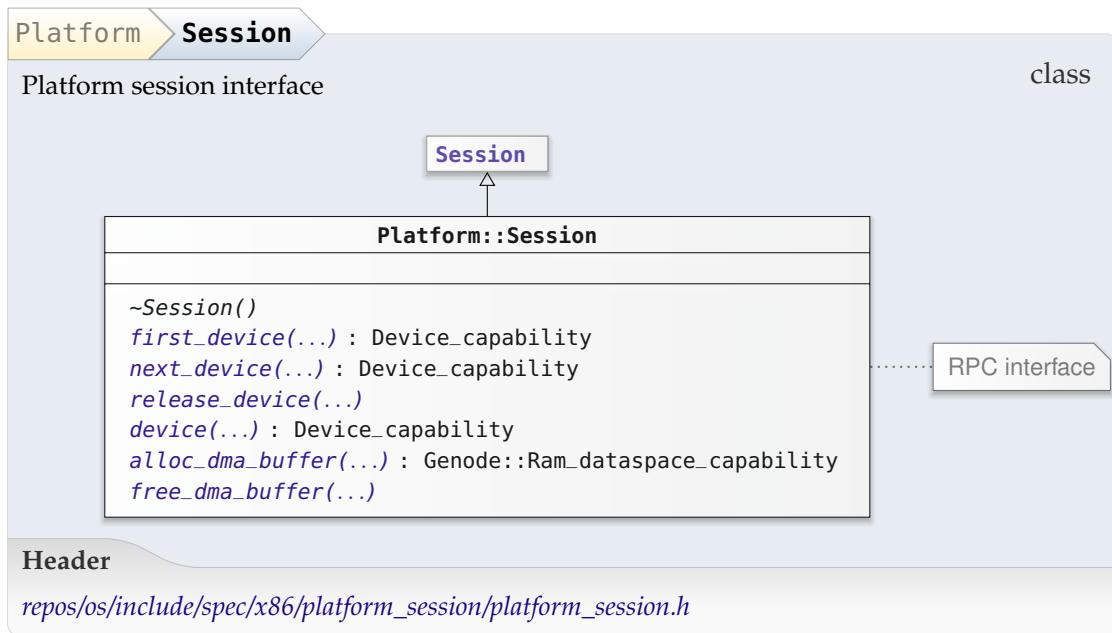 Platform Session
class
Platform session interface
Session
Platform::Session
~Session()
first_device(...) : Device_capability
next_device(...) : Device_capability
release_device(...)
device(...) : Device_capability
alloc_dma_buffer(...) : Genode::Ram_dataspace_capability
free_dma_buffer(...)
RPC interface
Header
repos/os/include/spec/x86/platform_session/platform_session.h